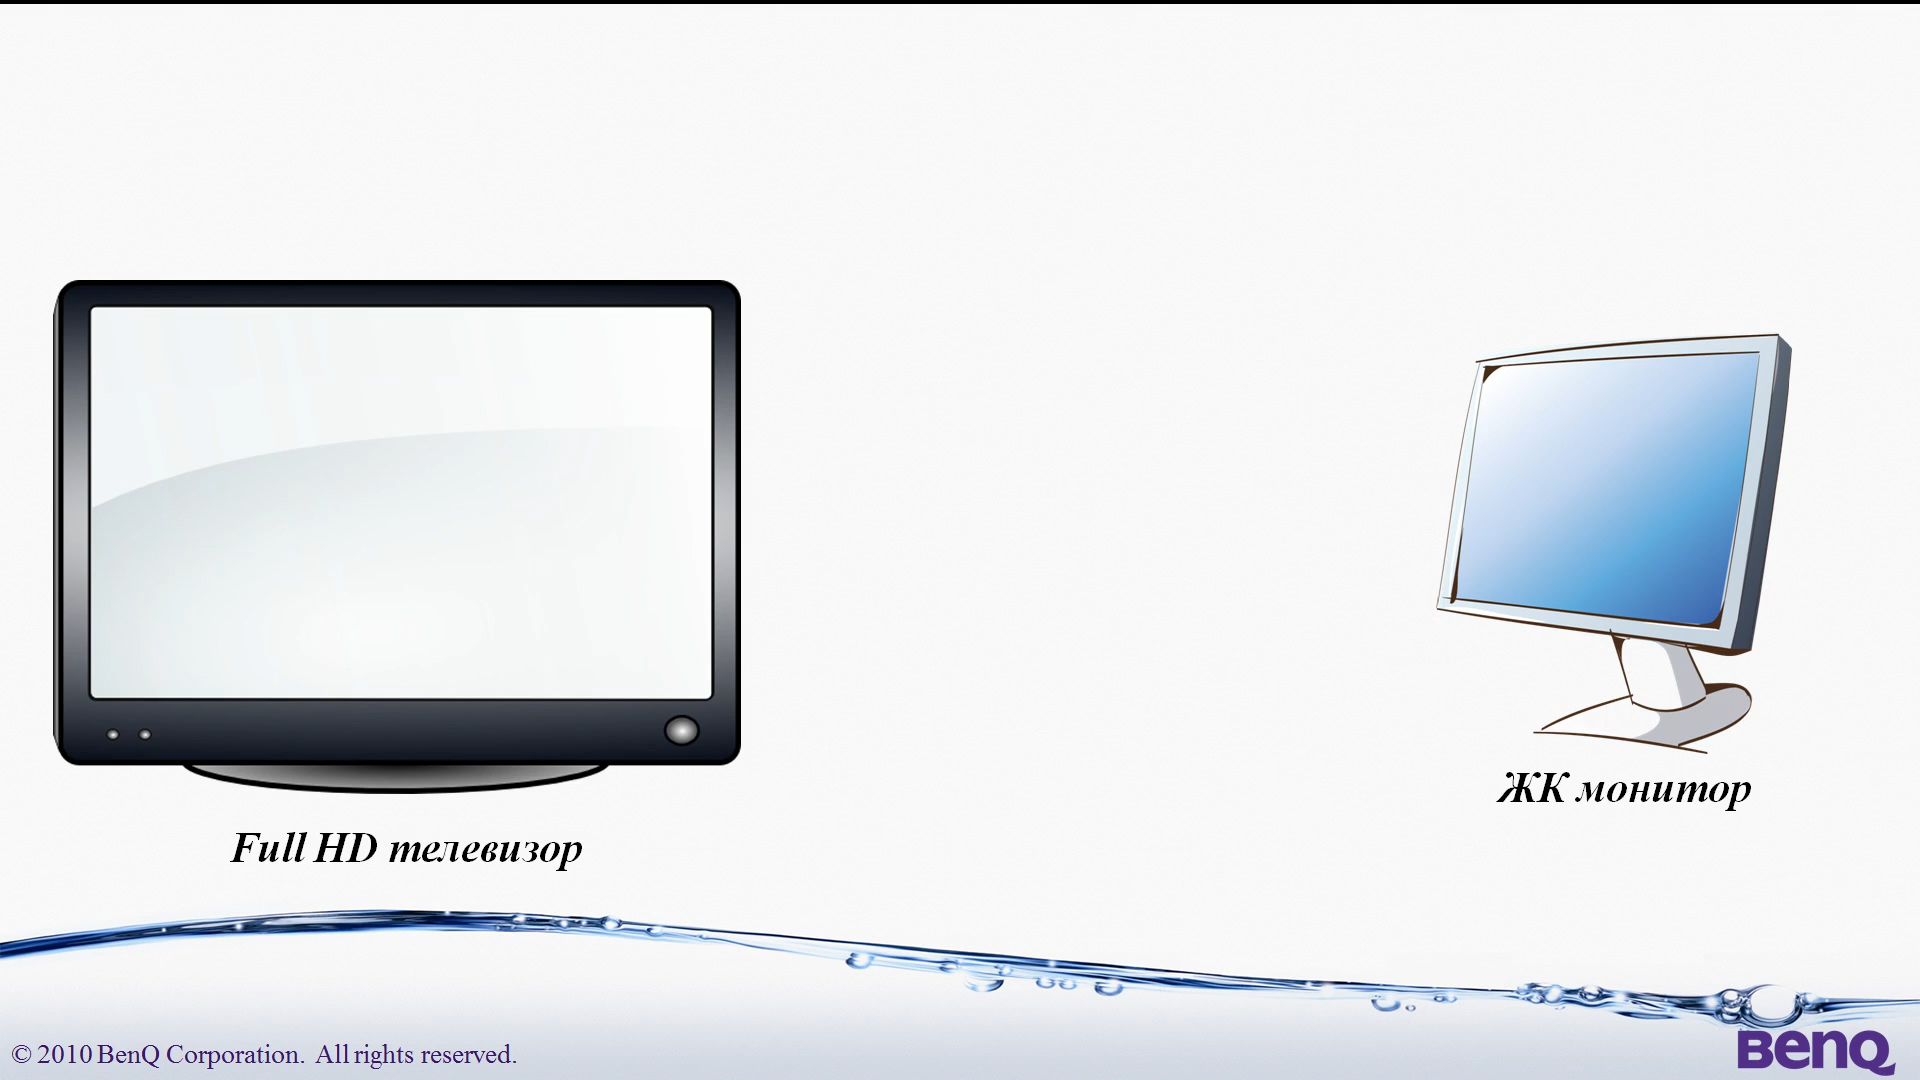 ЖК монитор
Full HD телевизор
© 2010 BenQ Corporation. All rights reserved.
BenQ